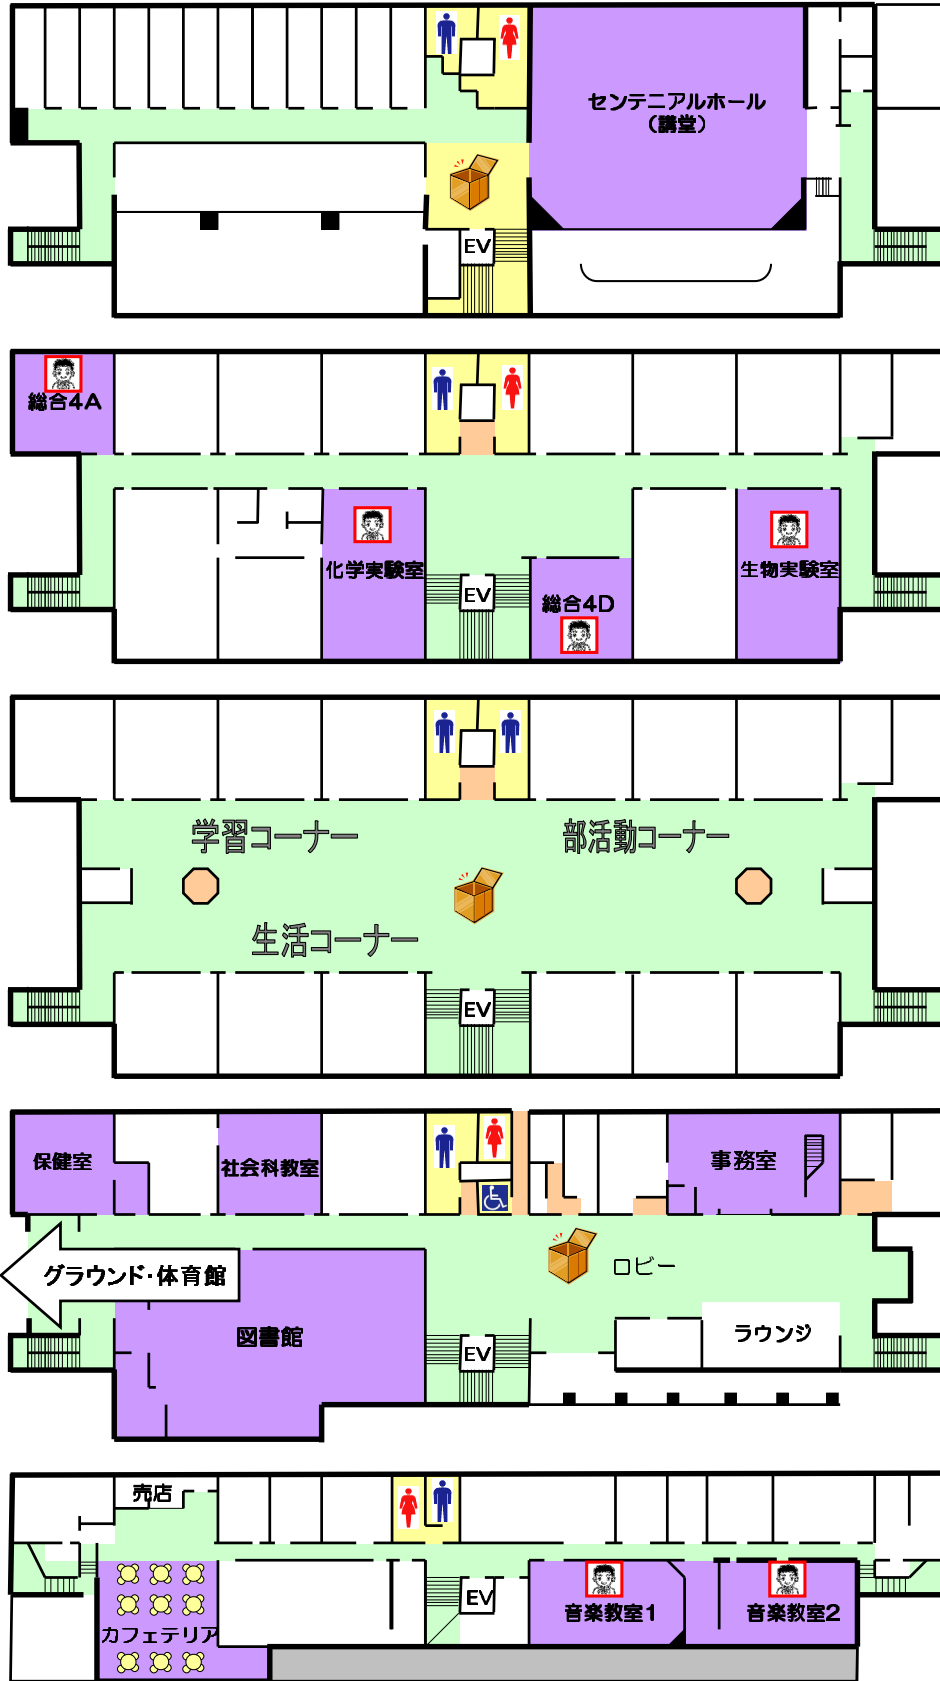 センテニアルホール
(講堂)
EV
総合4A
化学実験室
生物実験室
EV
総合4D
学習コーナー
部活動コーナー
生活コーナー
EV
保健室
社会科教室
事務室
グラウンド・体育館
ロビー
図書館
ラウンジ
EV
売店
EV
音楽教室1
音楽教室2
カフェテリア